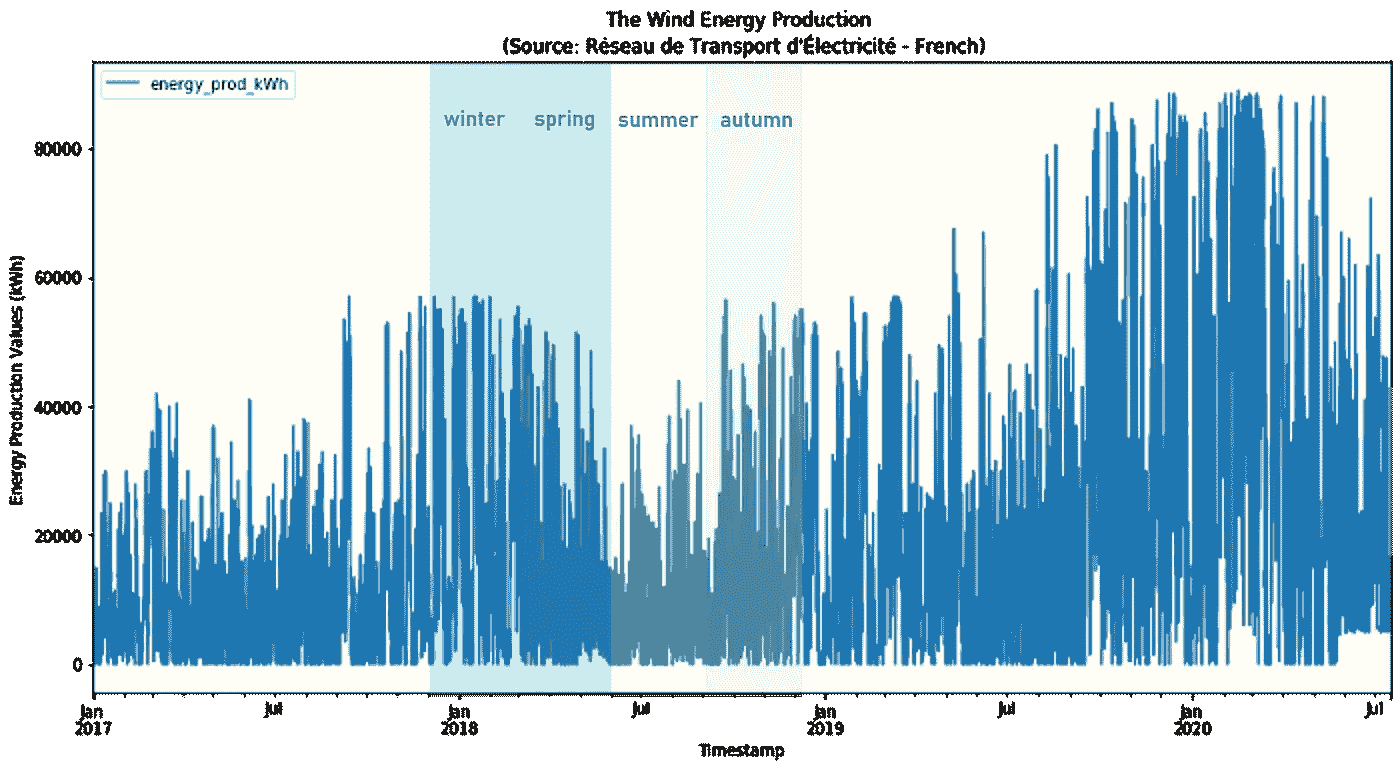 The Wind Energy Production
(Source: Réseau de Transport d'Électricité - French)
energy_prod_kWh
winter spring summer autumn
80000
60000
40000
20000
0
Energy Production Values (kWh)
Jan Jul Jan Jul Jan Jul Jan Jul
2017 2018 2019 2020
Timestamp